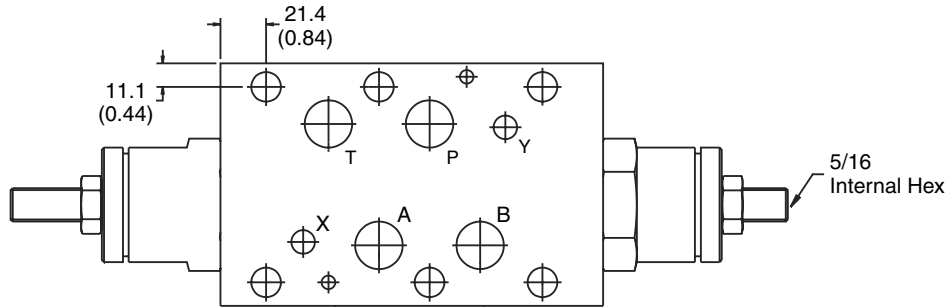 21.4
(0.84)
11.1
(0.44)
T
P
Y
5/16
Internal Hex
X
A
B